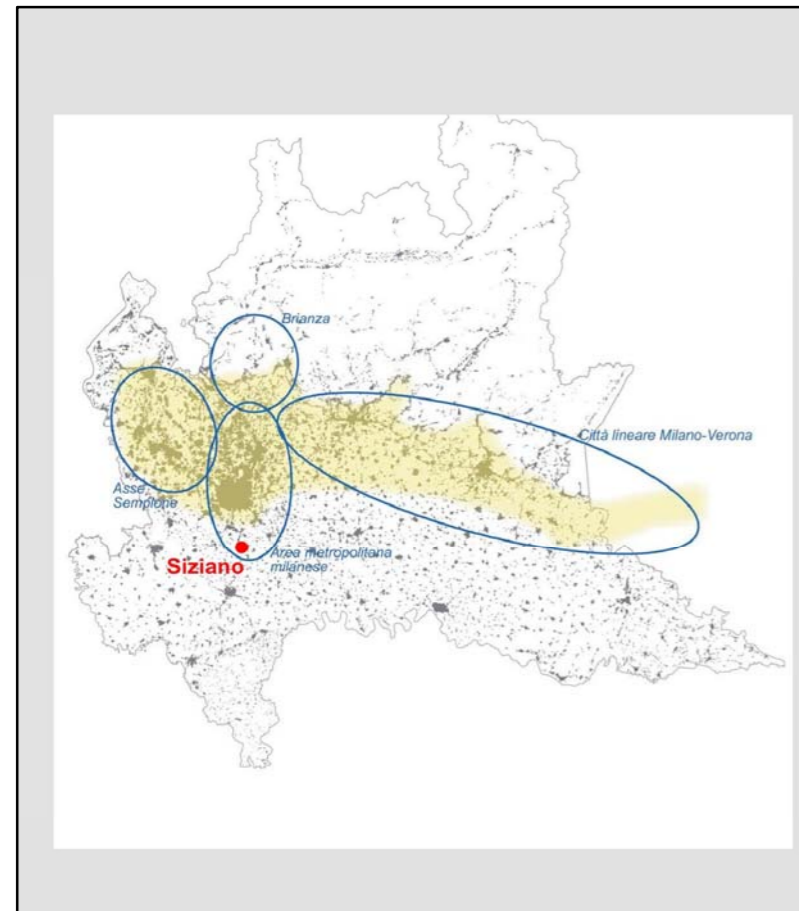 Brianza
Città lineare Milano-Verona
Asse
Sempione
Area metropolitana
milanese
Siziano